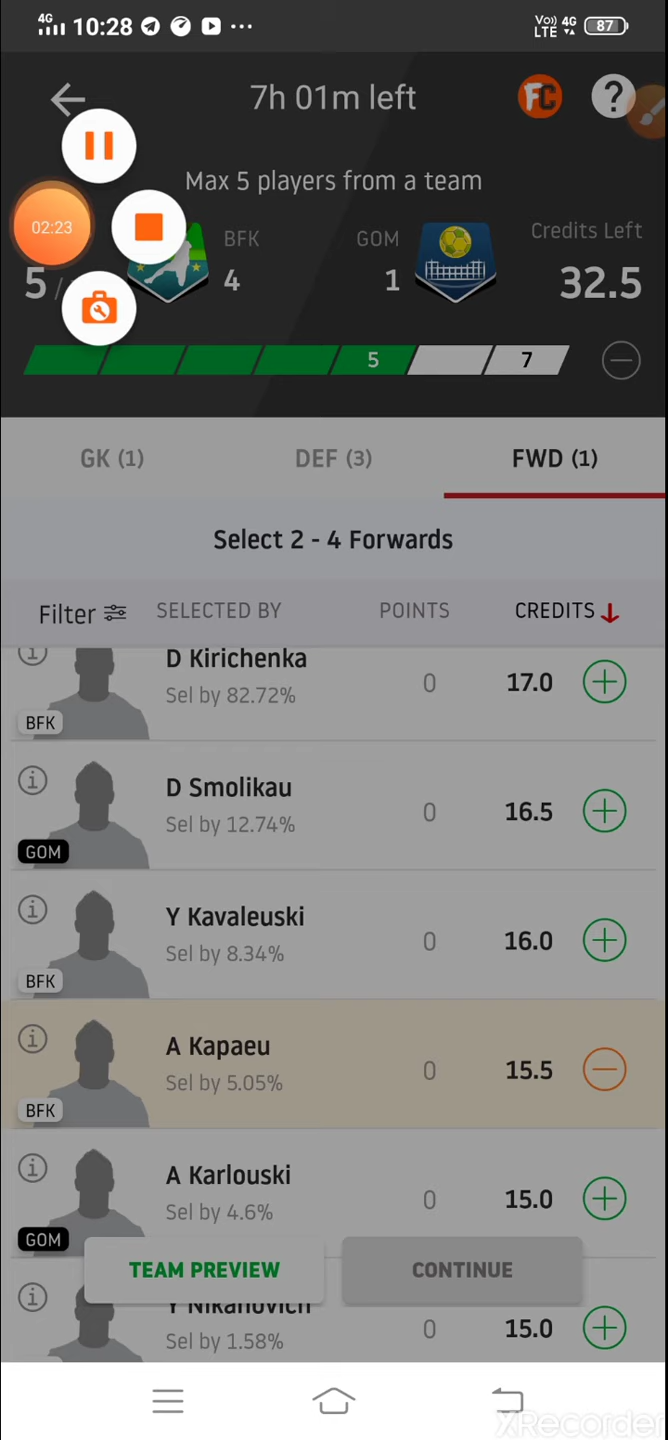 4G 10:28 Vo) LTE 4G 87
7h 01m left FC ?
Max 5 players from a team
02:23
5/ BFK 4 GOM 1 Credits Left 32.5
5 7
GK (1) DEF (3) FWD (1)
Select 2 - 4 Forwards
Filter SELECTED BY POINTS CREDITS
D Kirichenka
Sel by 82.72% 0 17.0
BFK
D Smolikau
Sel by 12.74% 0 16.5
GOM
Y Kavaleuski
Sel by 8.34% 0 16.0
BFK
A Kapaeu
Sel by 5.05% 0 15.5
BFK
A Karlouski
Sel by 4.6% 0 15.0
GOM
TEAM PREVIEW CONTINUE
Y Nikanovich
Sel by 1.58% 0 15.0
XRecorder